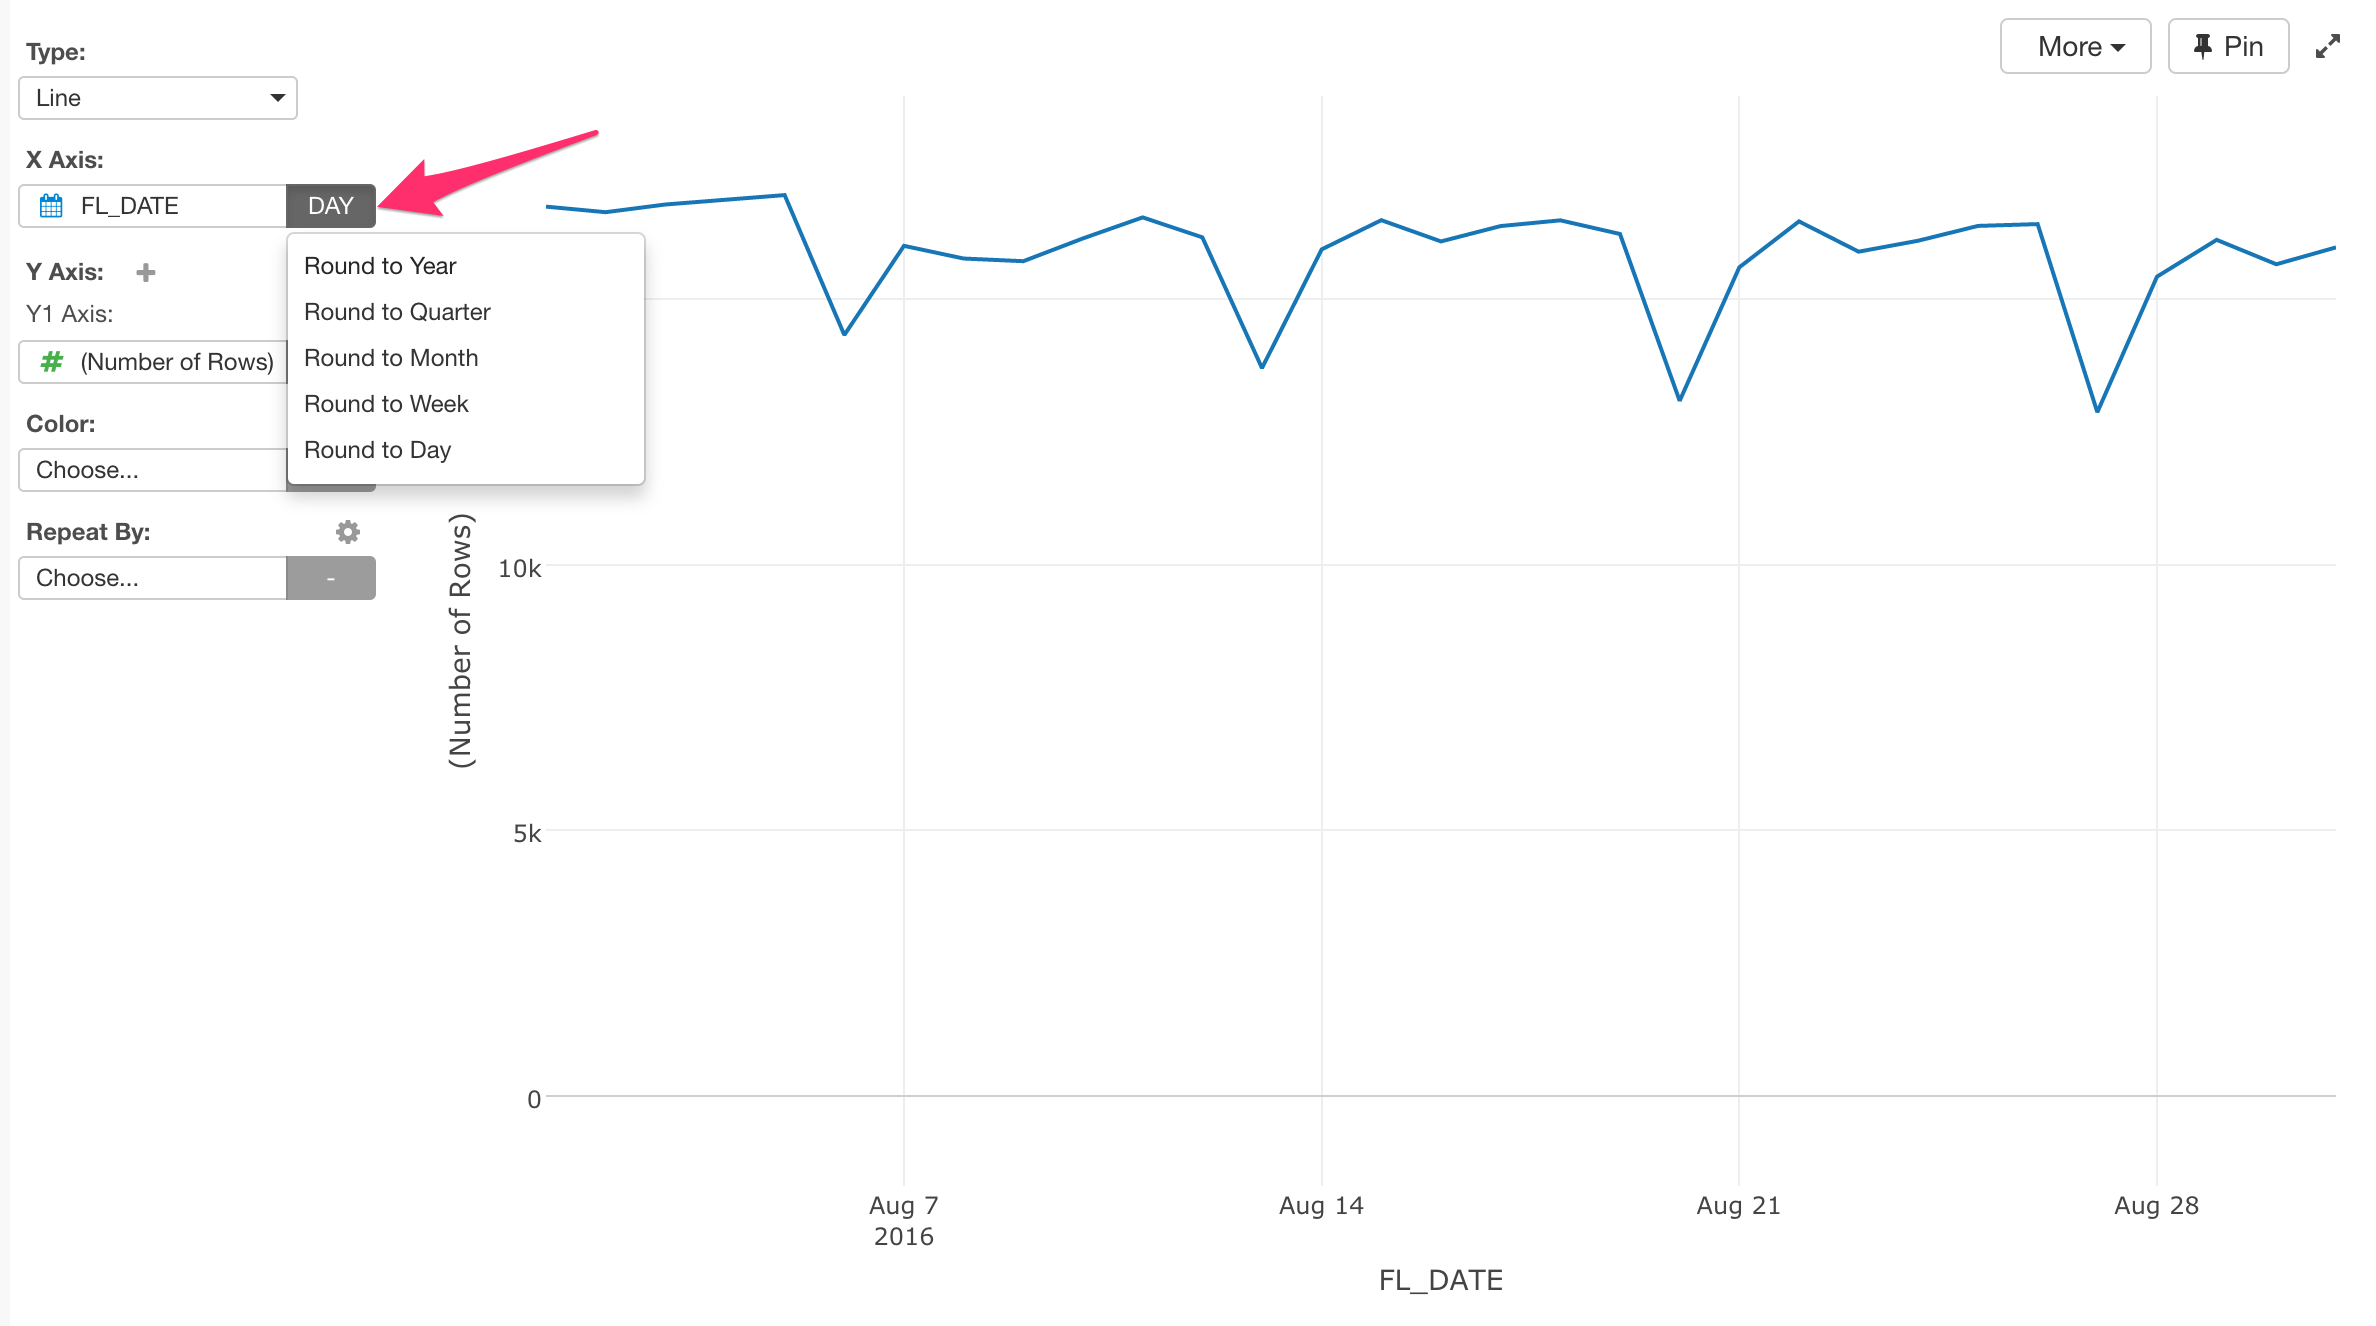 Type:
Line
X Axis:
FL_DATE
DAY
Round to Year
Round to Quarter
Round to Month
Round to Week
Round to Day
Y Axis:
Y1 Axis:
# (Number of Rows)
Color:
Choose...
Repeat By:
Choose...
-
More
Pin
(Number of Rows)
10k
5k
0
Aug 7
2016
Aug 14
Aug 21
Aug 28
FL_DATE